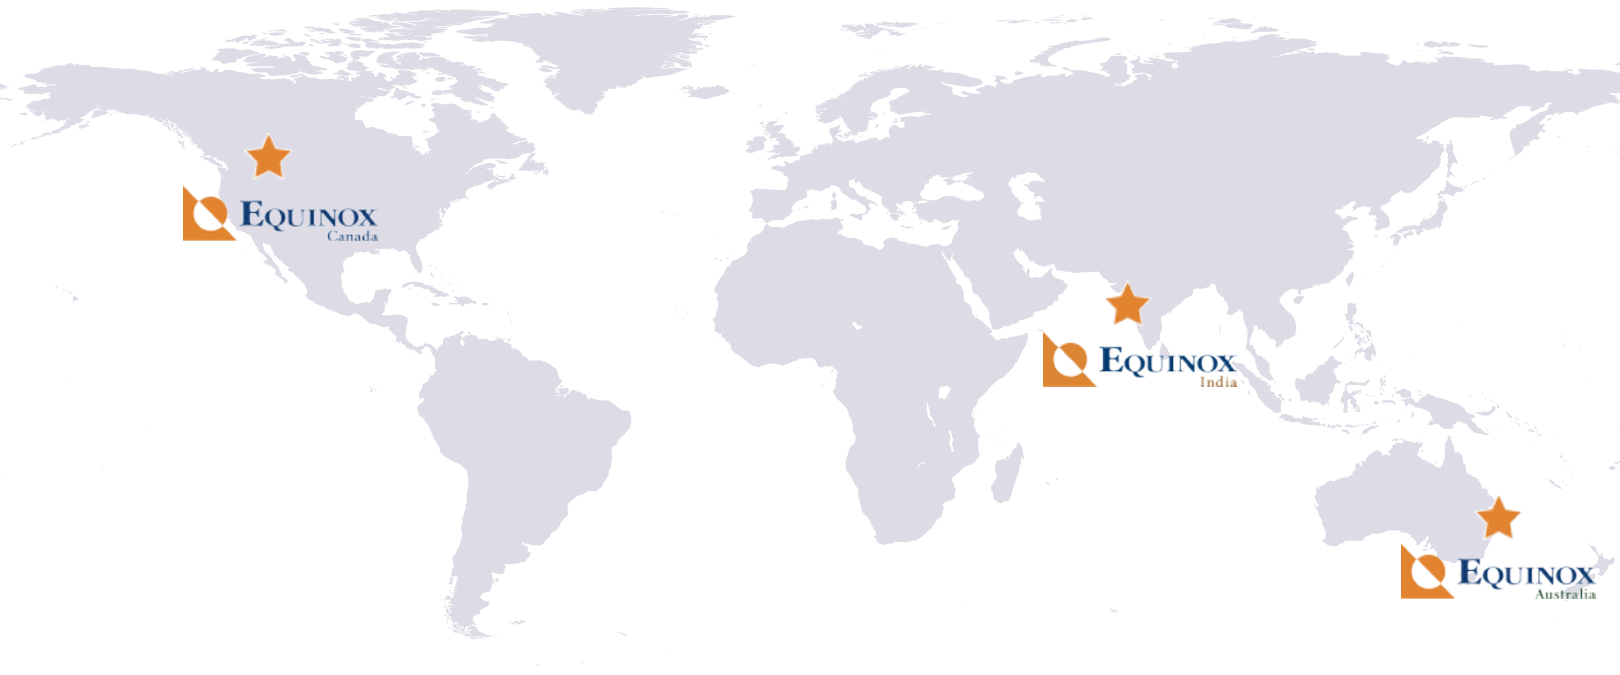 EQUINOX
Canada
EQUINOX
India
EQUINOX
Australia